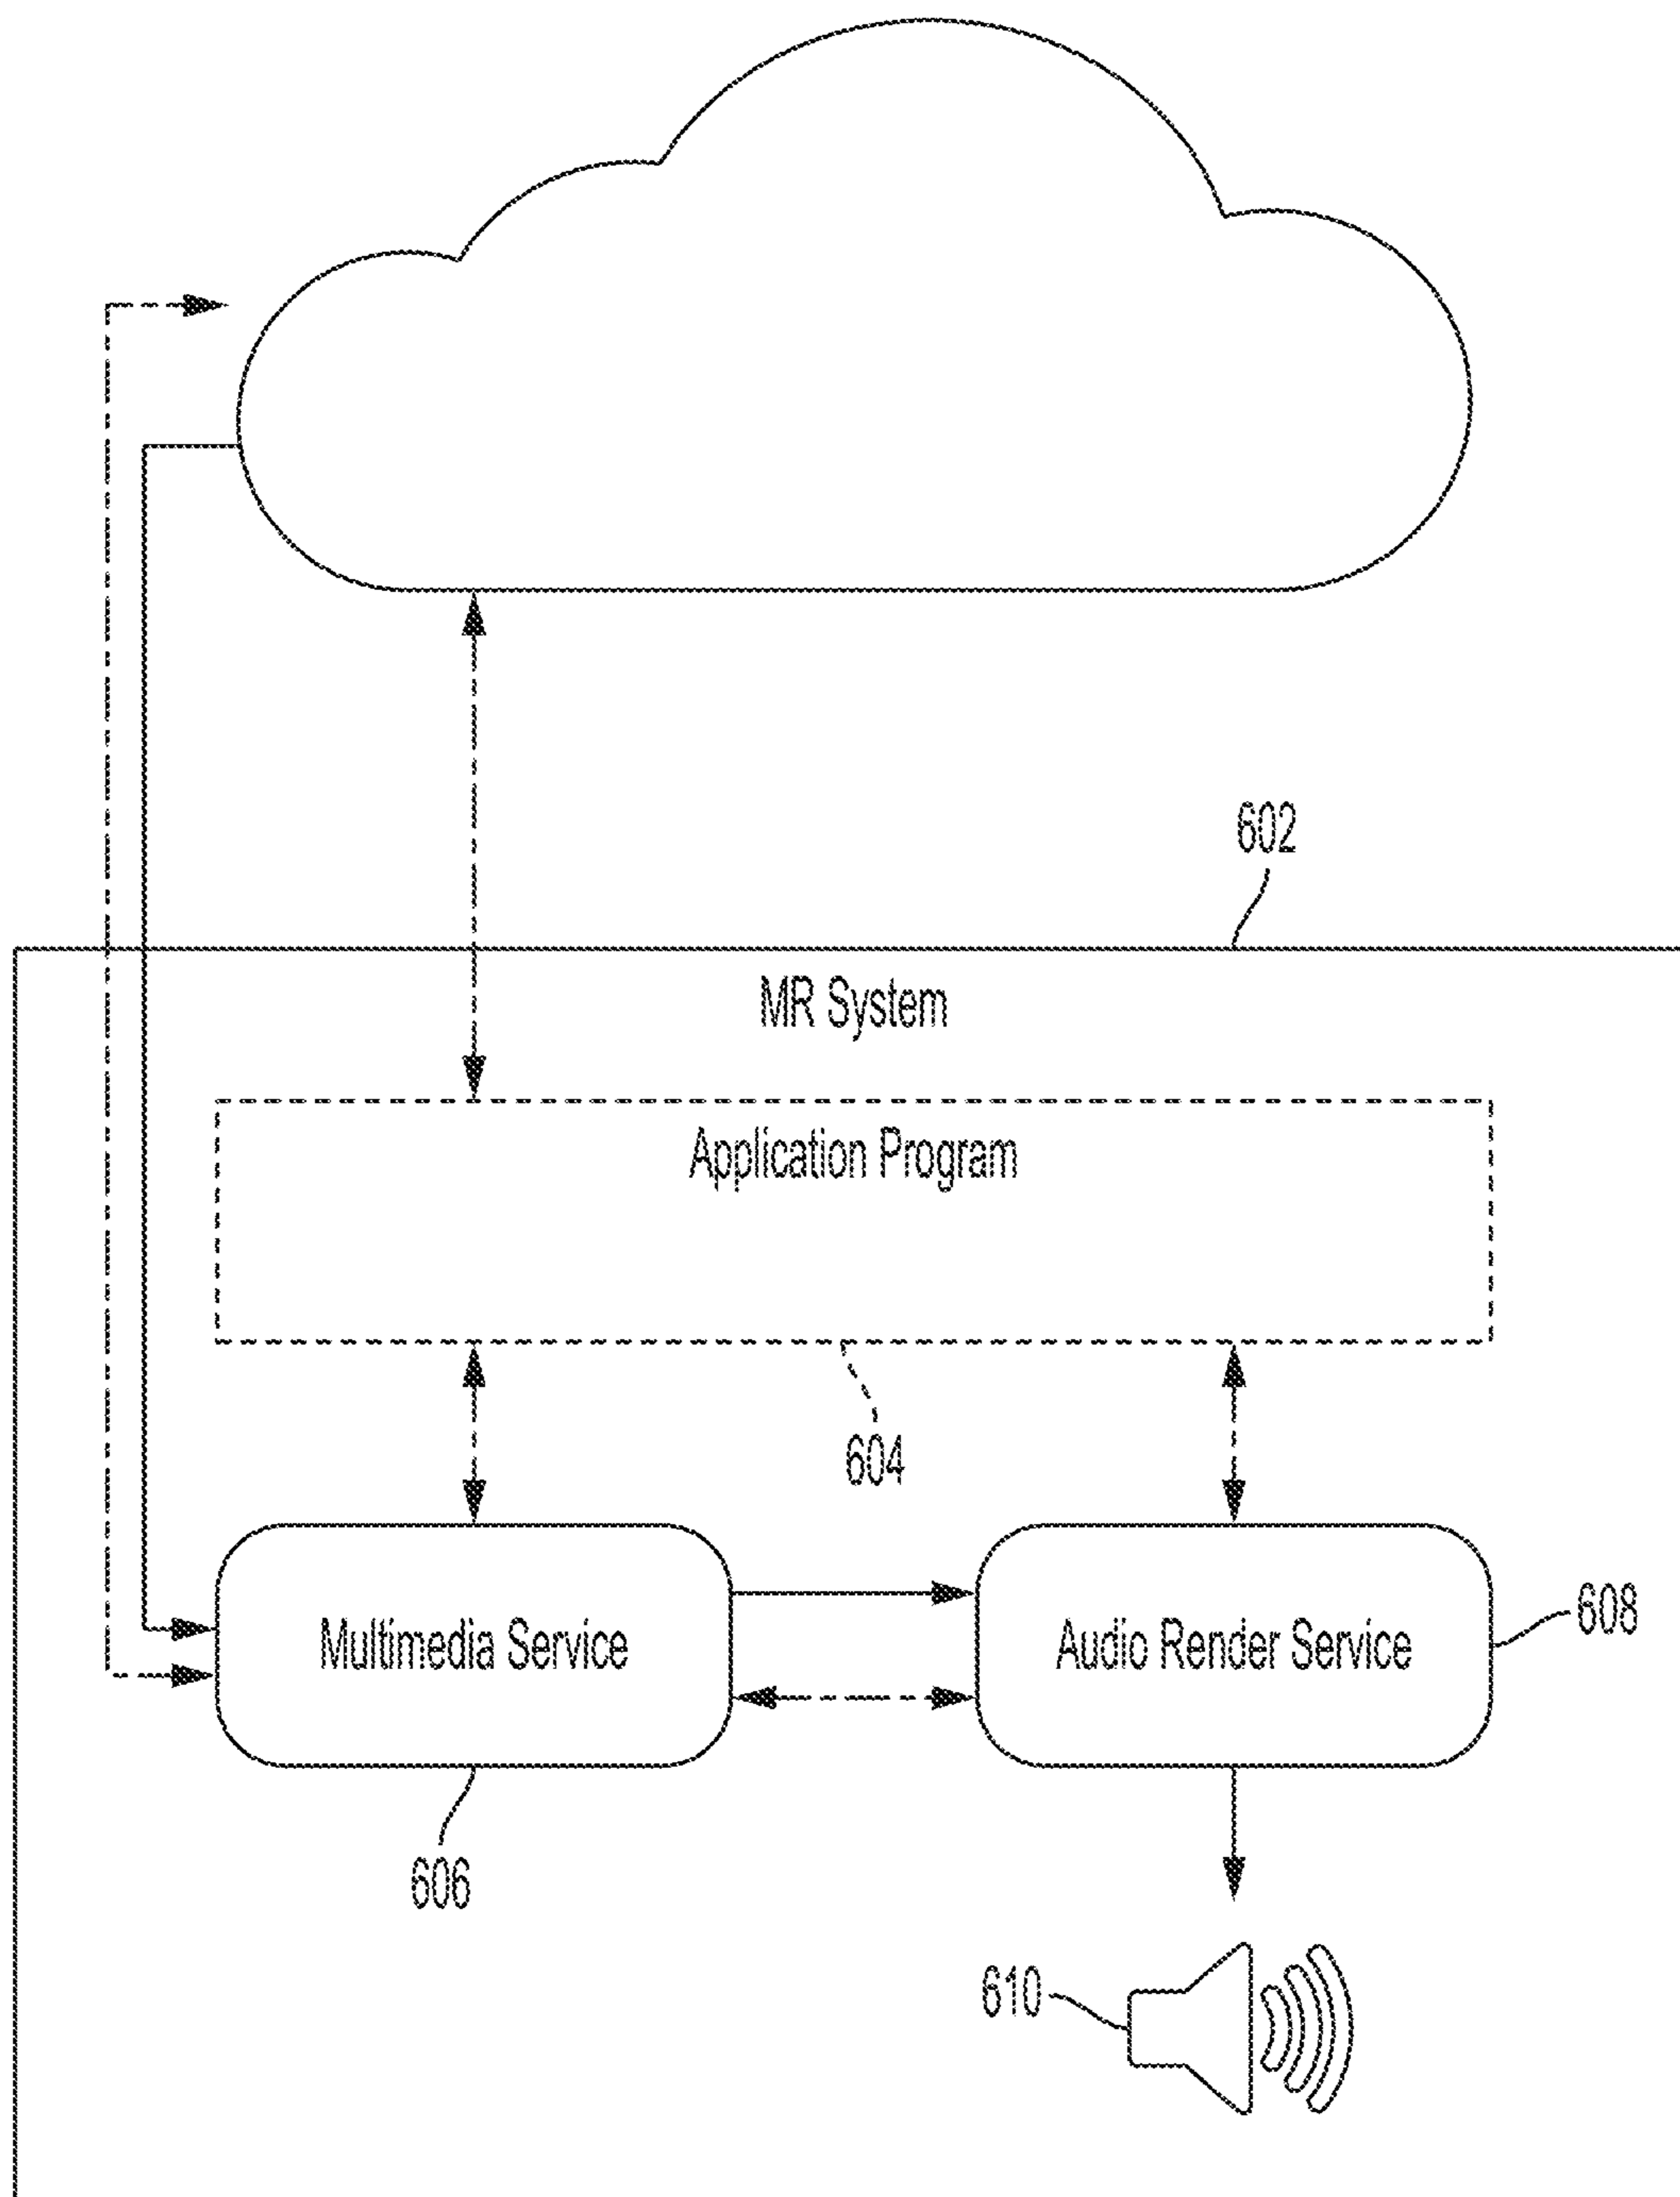 602
MR System
Application Program
604
Multimedia Service
Audio Render Service
608
606
610